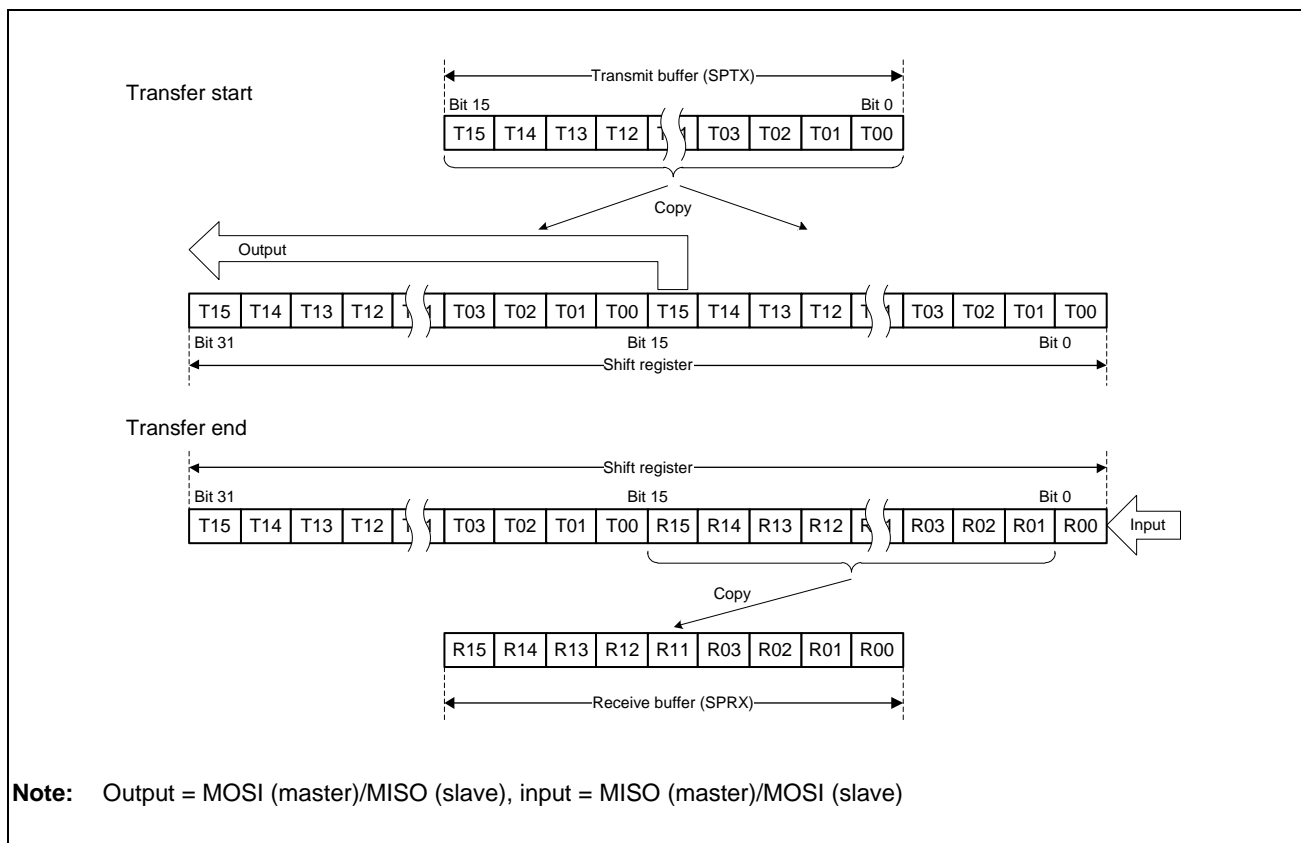 Transmit buffer (SPTX)
Transfer start
Bit 15 Bit 0
T15 T14 T13 T12 T03 T02 T01 T00
Copy
Output
T15 T14 T13 T12 T03 T02 T01 T00 T15 T14 T13 T12 T03 T02 T01 T00
Bit 31 Bit 15 Bit 0
Shift register
Transfer end
Shift register
Bit 31 Bit 15 Bit 0
T15 T14 T13 T12 T03 T02 T01 T00 R15 R14 R13 R12 R03 R02 R01 R00 Input
Copy
R15 R14 R13 R12 R11 R03 R02 R01 R00
Receive buffer (SPRX)
Note: Output = MOSI (master)/MISO (slave), input = MISO (master)/MOSI (slave)